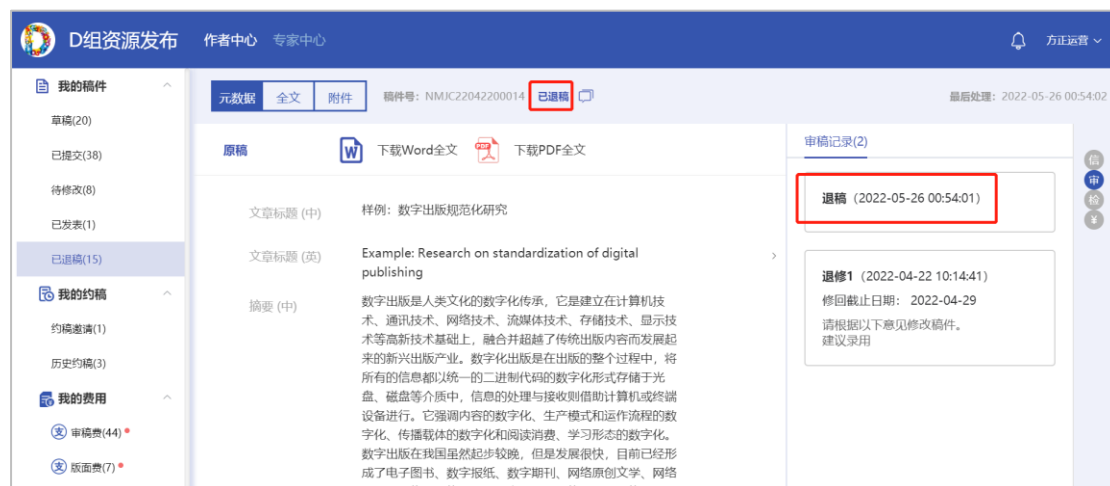 D组资源发布 作者中心 专家中心 方正运营
我的稿件
草稿(20)
已提交(38)
待修改(8)
已发表(1)
已退稿(15)
我的约稿
约稿邀请(1)
历史约稿(3)
我的费用
支 审稿费(44)
支 版面费(7)
元数据 全文 附件 稿件号: NMJC22042200014 已退稿 最后处理: 2022-05-26 00:54:02
原稿 W 下载Word全文 PDF 下载PDF全文
文章标题 (中) 样例：数字出版规范化研究
文章标题 (英) Example: Research on standardization of digital
publishing
摘要 (中) 数字出版是人类文化的数字化传承，它是建立在计算机技
术、通讯技术、网络技术、流媒体技术、存储技术、显示技
术等高新技术基础上，融合并超越了传统出版内容而发展起
来的新兴出版产业。数字化出版是在出版的整个过程中，将
所有的信息都以统一的二进制代码的数字化形式存储于光
盘、磁盘等介质中，信息的处理与接收则借助计算机或终端
设备进行。它强调内容的数字化、生产模式和运作流程的数
字化、传播载体的数字化和阅读消费、学习形态的数字化。
数字出版在我国虽然起步较晚，但是发展很快，目前已经形
成了电子图书、数字报纸、数字期刊、网络原创文学、网络
审稿记录(2)
退稿（2022-05-26 00:54:01）
退修1（2022-04-22 10:14:41）
修回截止日期： 2022-04-29
请根据以下意见修改稿件。
建议录用
信
审
检
¥